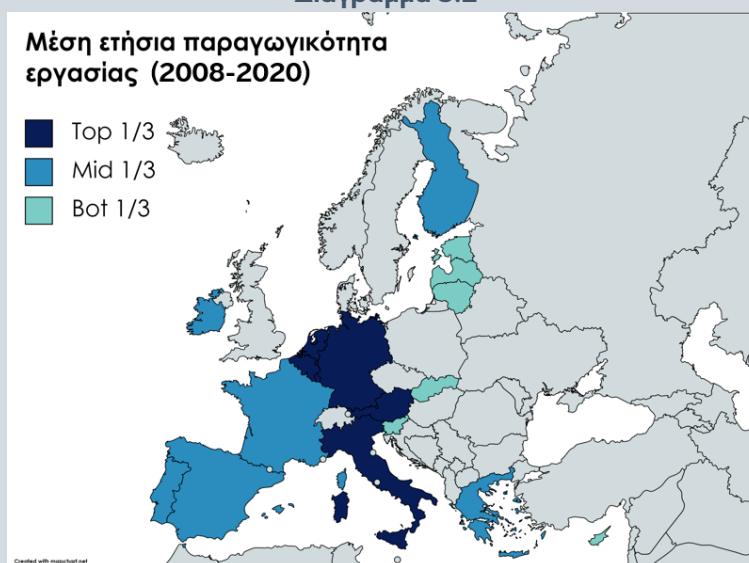 Διάγραμμα
Μέση ετήσια παραγωγικότητα
εργασίας (2008-2020)
Top 1/3
Mid 1/3
Bot 1/3
Created with mapchart.net